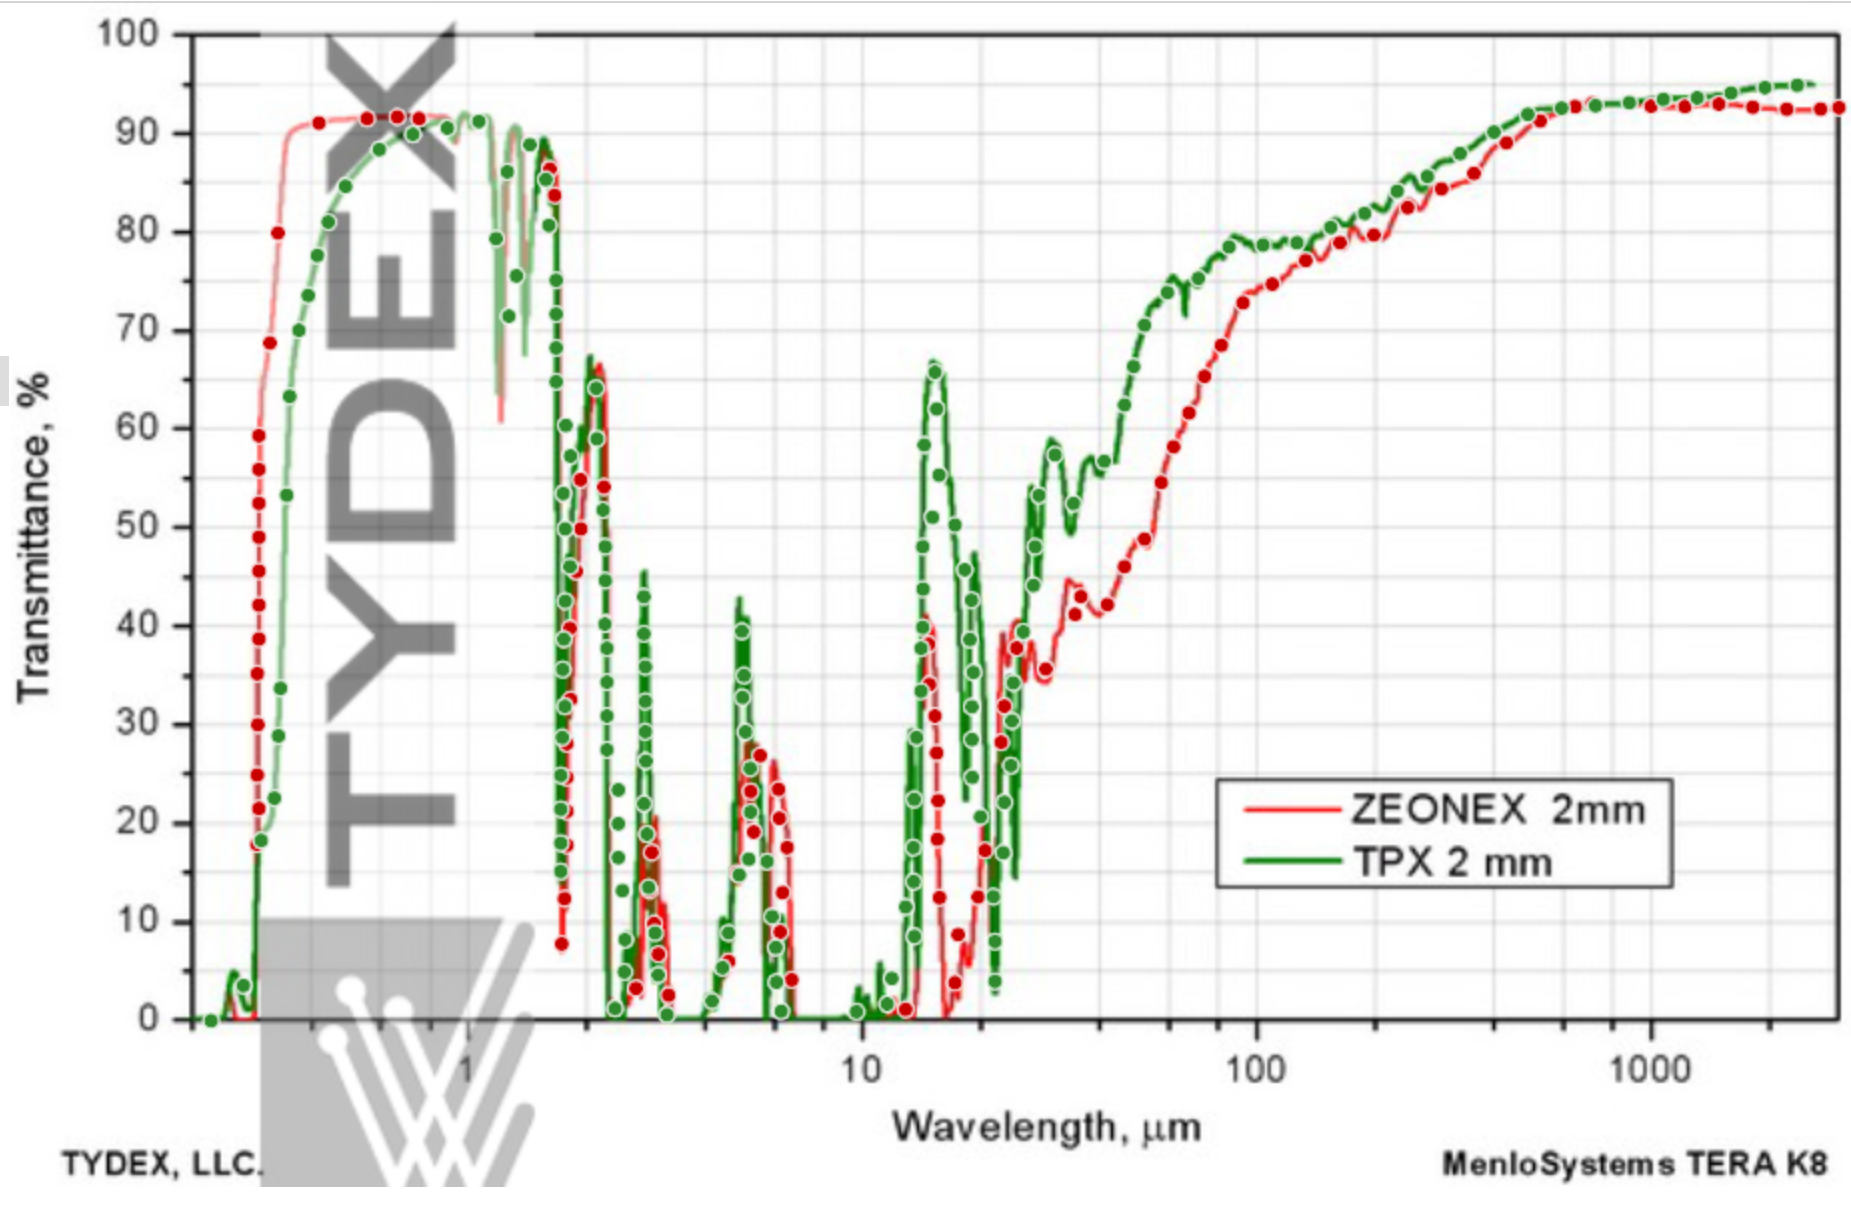 100
90
80
70
60
50
40
30
20
10
0
Transmittance, %
TYDEX
ZEONEX 2mm
TPX 2 mm
1 10 100 1000
Wavelength, μm
TYDEX, LLC. MenloSystems TERA K8